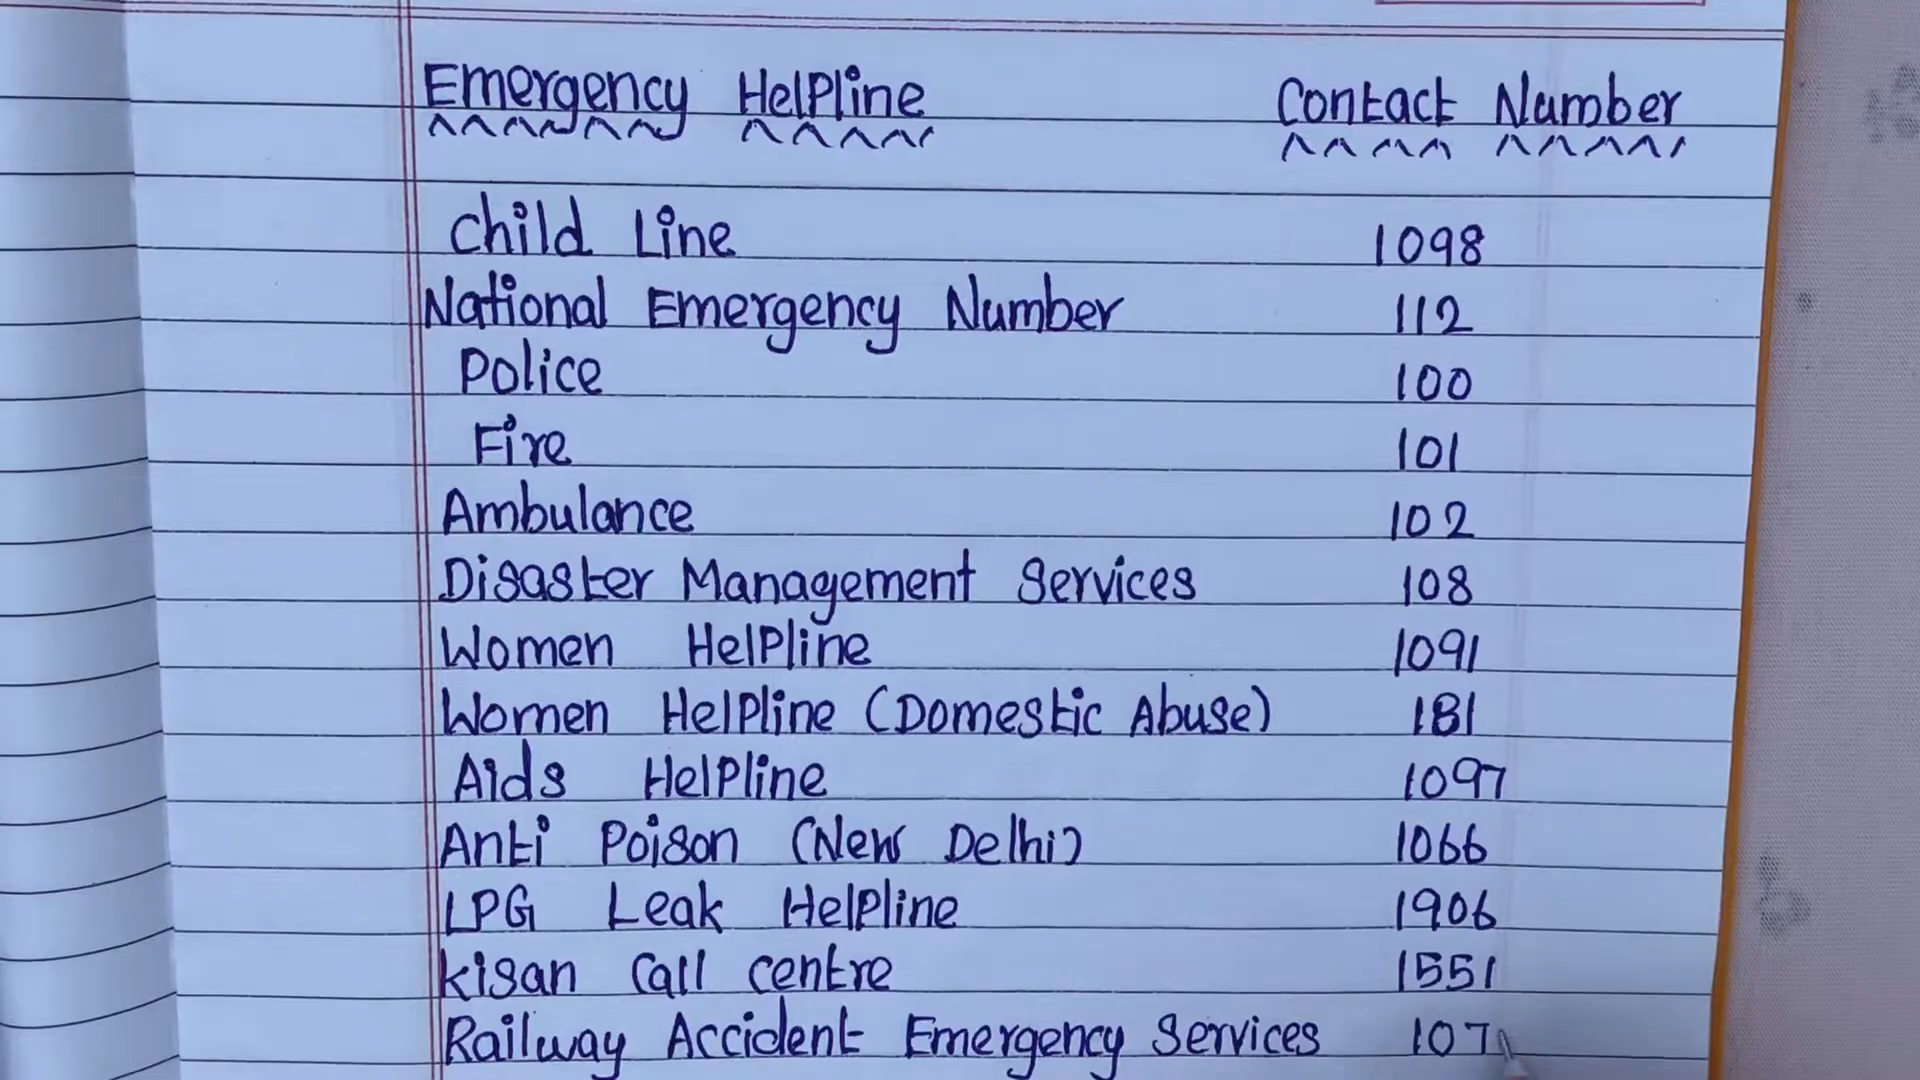 Emergency HelPline Contact Number
Child Line 1098
National Emergency Number 112
Police 100
Fire 101
Ambulance 102
Disaster Management Services 108
Women HelPline 1091
Women HelPline (Domestic Abuse) 181
Aids HelPline 1097
Anti Poison (New Delhi) 1066
LPG Leak HelPline 1906
kisan Call centre 1551
Railway Accident Emergency Services 107